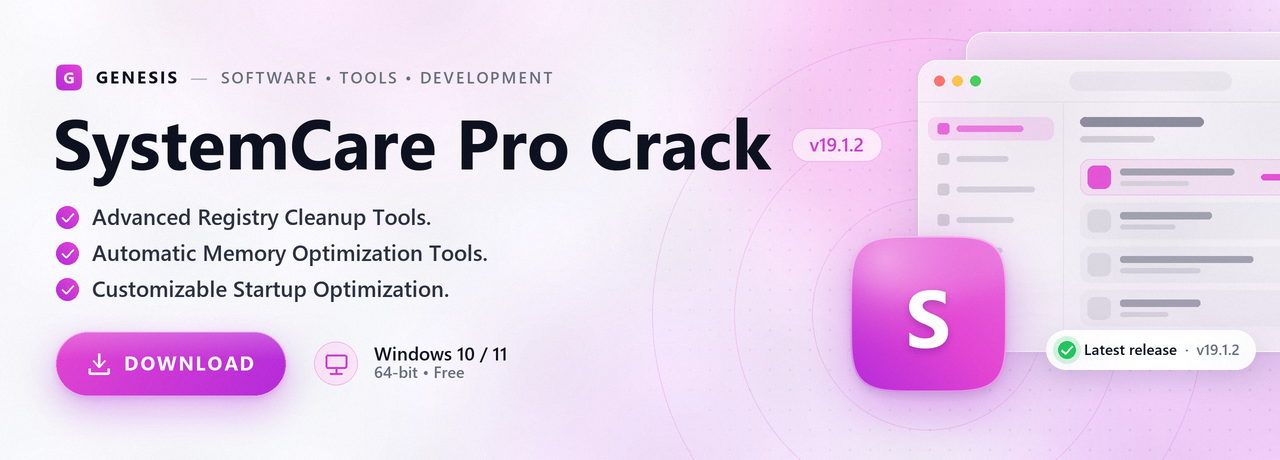 G GENESIS — SOFTWARE • TOOLS • DEVELOPMENT
SystemCare Pro Crack v19.1.2
Advanced Registry Cleanup Tools.
Automatic Memory Optimization Tools.
Customizable Startup Optimization.
DOWNLOAD
Windows 10 / 11
64-bit • Free
S
Latest release · v19.1.2